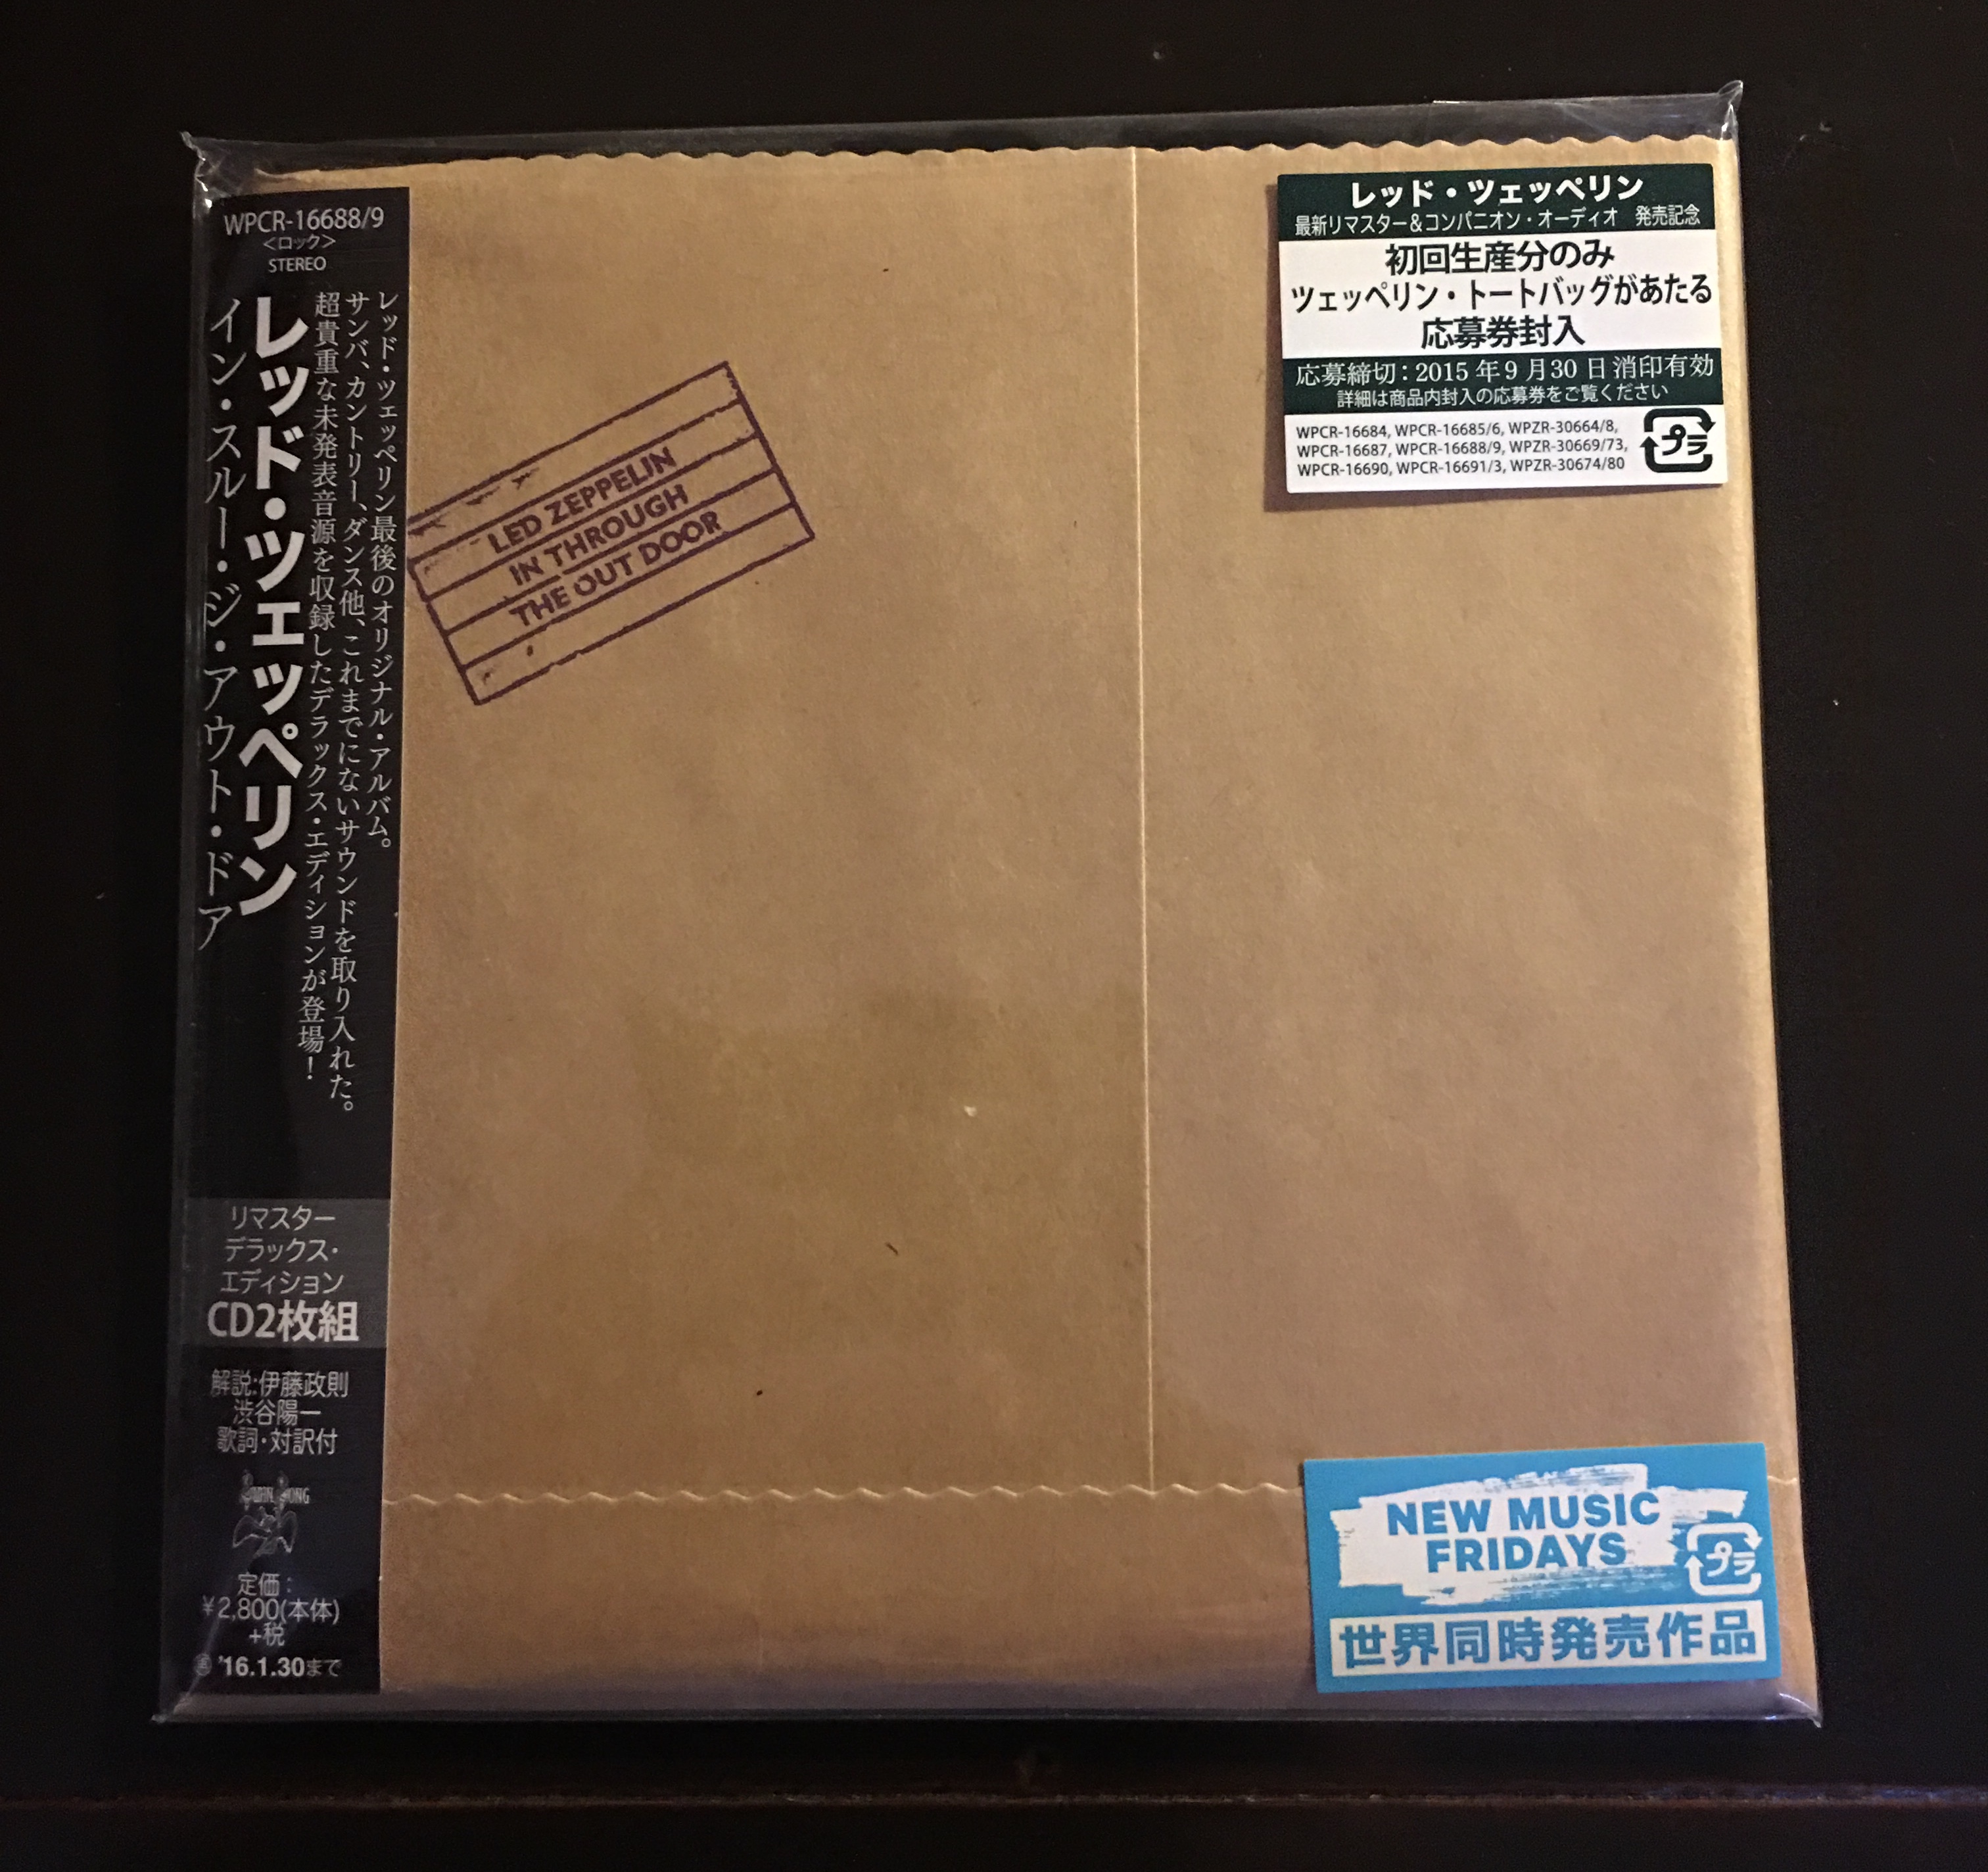 WPCR-16688/9
<ロック>
STEREO
レッド・ツェッペリン最後のオリジナル・アルバム。
サンバ、カントリー、ダンス他、これまでにないサウンドを取り入れた。
超貴重な未発表音源を収録したデラックス・エディションが登場！
レッド・ツェッペリン
イン・スルー・ジ・アウト・ドア
リマスター
デラックス・
エディション
CD2枚組
解説:伊藤政則
渋谷陽一
歌詞・対訳付
SWAN SONG
定価:
¥2,800(本体)
+税
'16.1.30まで
LED ZEPPELIN
IN THROUGH
THE OUT DOOR
レッド・ツェッペリン
最新リマスター&コンパニオン・オーディオ 発売記念
初回生産分のみ
ツェッペリン・トートバッグがあたる
応募券封入
応募締切:2015年9月30日消印有効
詳細は商品内封入の応募券をご覧ください
WPCR-16684, WPCR-16685/6, WPZR-30664/8,
WPCR-16687, WPCR-16688/9, WPZR-30669/73,
WPCR-16690, WPCR-16691/3, WPZR-30674/80
プラ
NEW MUSIC
FRIDAYS
プラ
世界同時発売作品